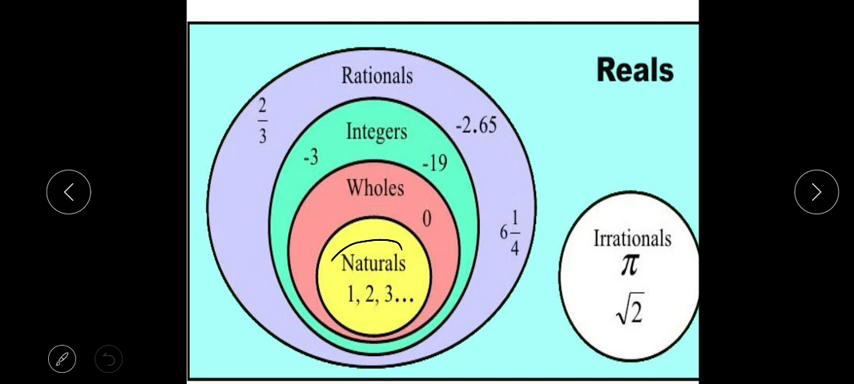 Reals
Rationals
2/3
-2.65
6 1/4
Integers
-3
-19
Wholes
0
Naturals
1, 2, 3...
Irrationals
π
√2